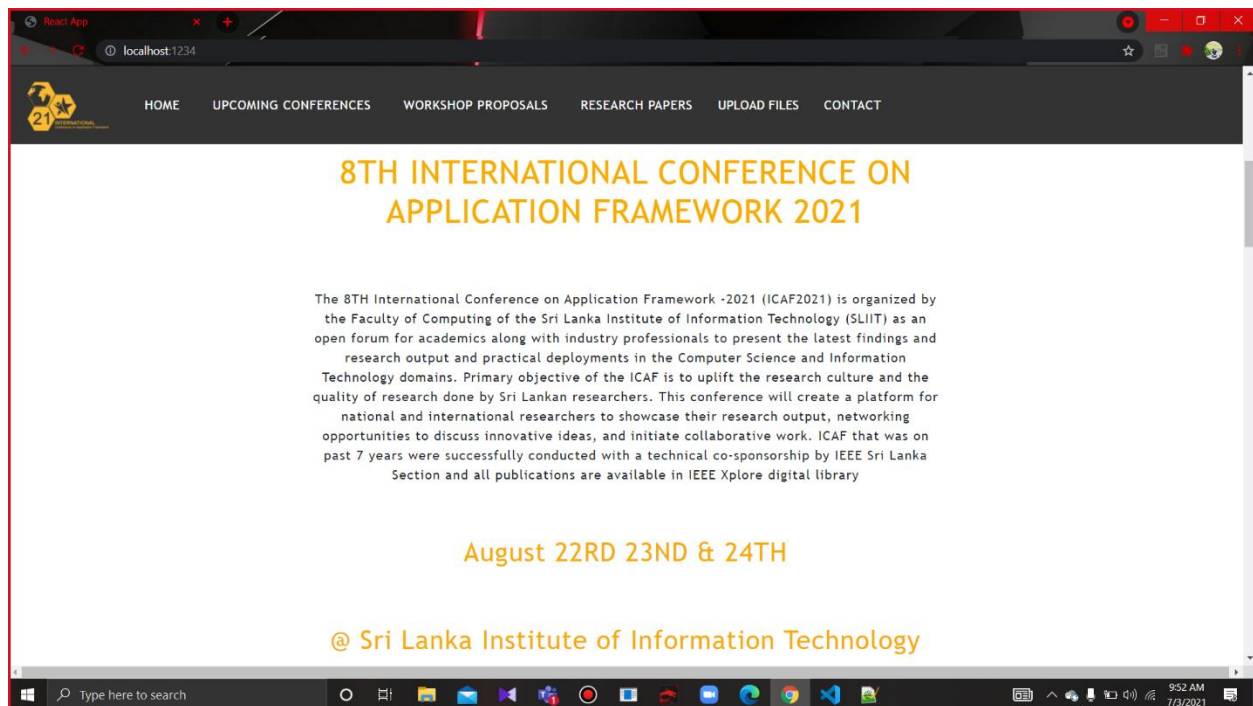 React App
localhost:1234
21 INTERNATIONAL
HOME UPCOMING CONFERENCES WORKSHOP PROPOSALS RESEARCH PAPERS UPLOAD FILES CONTACT
8TH INTERNATIONAL CONFERENCE ON
APPLICATION FRAMEWORK 2021
The 8TH International Conference on Application Framework -2021 (ICAF2021) is organized by
the Faculty of Computing of the Sri Lanka Institute of Information Technology (SLIIT) as an
open forum for academics along with industry professionals to present the latest findings and
research output and practical deployments in the Computer Science and Information
Technology domains. Primary objective of the ICAF is to uplift the research culture and the
quality of research done by Sri Lankan researchers. This conference will create a platform for
national and international researchers to showcase their research output, networking
opportunities to discuss innovative ideas, and initiate collaborative work. ICAF that was on
past 7 years were successfully conducted with a technical co-sponsorship by IEEE Sri Lanka
Section and all publications are available in IEEE Xplore digital library
August 22RD 23ND & 24TH
@ Sri Lanka Institute of Information Technology
Type here to search
9:52 AM
7/3/2021